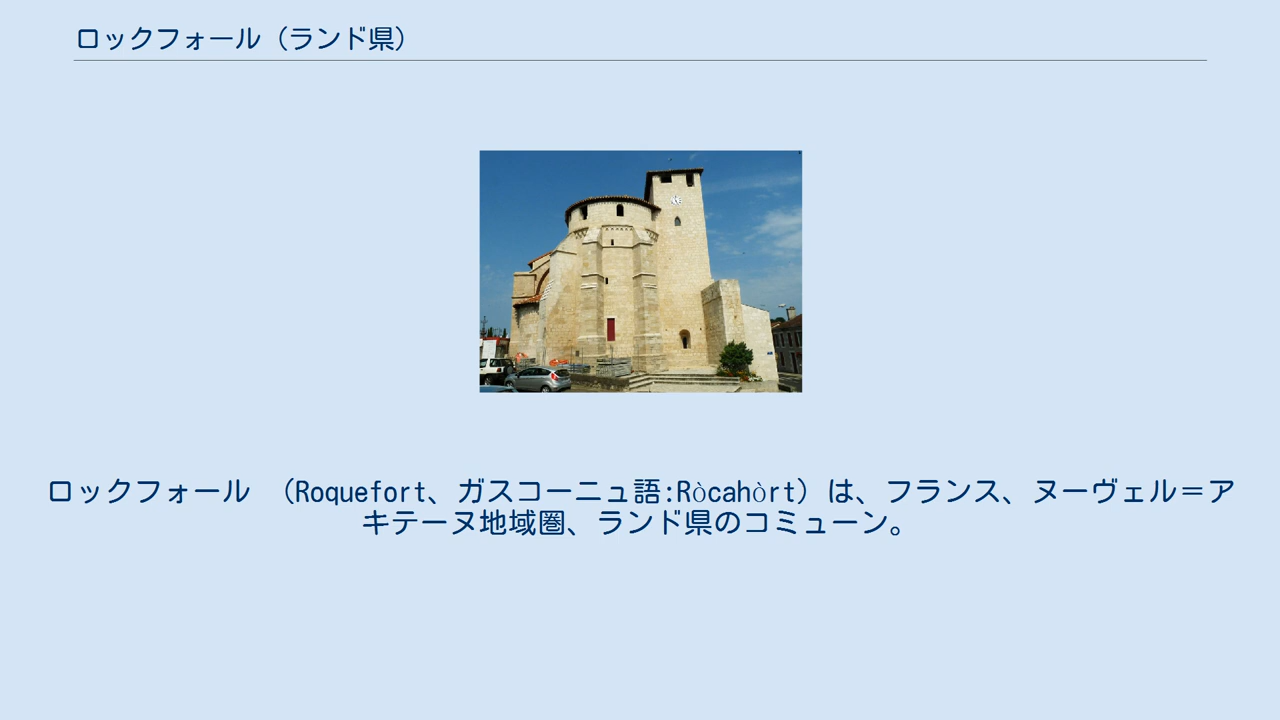 ロックフォール（ランド県）
ロックフォール　（Roquefort、ガスコーニュ語:Ròcahòrt）は、フランス、ヌーヴェル＝ア
キテーヌ地域圏、ランド県のコミューン。